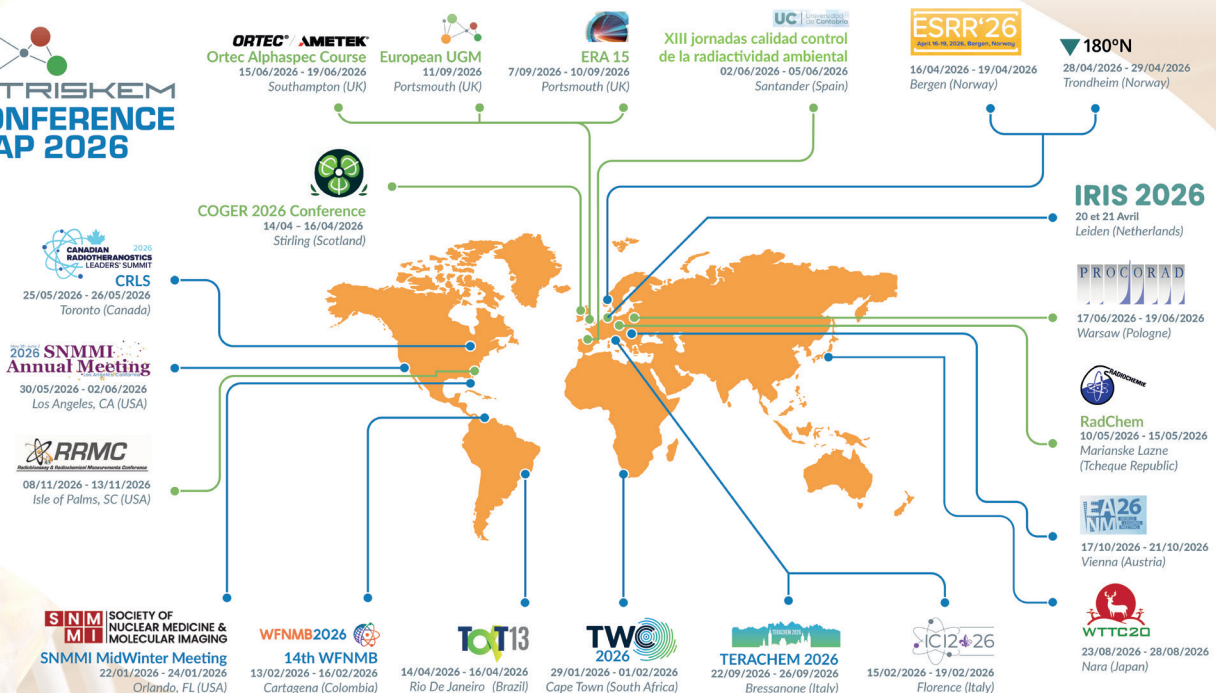 TRISKEM
ONFERENCE
AP 2026
ORTEC® AMETEK®
Ortec Alphaspec Course
15/06/2026 - 19/06/2026
Southampton (UK)
European UGM
11/09/2026
Portsmouth (UK)
ERA 15
7/09/2026 - 10/09/2026
Portsmouth (UK)
UC Universidad
de Cantabria
XIII jornadas calidad control
de la radiactividad ambiental
02/06/2026 - 05/06/2026
Santander (Spain)
ESRR'26
April 16-19, 2026, Bergen, Norway
16/04/2026 - 19/04/2026
Bergen (Norway)
180°N
28/04/2026 - 29/04/2026
Trondheim (Norway)
COGER 2026 Conference
14/04 – 16/04/2026
Stirling (Scotland)
IRIS 2026
20 et 21 Avril
Leiden (Netherlands)
2026
CANADIAN
RADIOTHERANOSTICS
LEADERS' SUMMIT
CRLS
25/05/2026 - 26/05/2026
Toronto (Canada)
PROCORAD
17/06/2026 - 19/06/2026
Warsaw (Pologne)
2026 SNMMI
Annual Meeting
Los Angeles, California
30/05/2026 - 02/06/2026
Los Angeles, CA (USA)
RADIOCHEMIE
RadChem
10/05/2026 - 15/05/2026
Marianske Lazne
(Tcheque Republic)
RRMC
Radiobioassay & Radiochemical Measurements Conference
08/11/2026 - 13/11/2026
Isle of Palms, SC (USA)
EA26
NM
17/10/2026 - 21/10/2026
Vienna (Austria)
WTTC20
23/08/2026 - 28/08/2026
Nara (Japan)
SNMMI
SOCIETY OF
NUCLEAR MEDICINE &
MOLECULAR IMAGING
SNMMI MidWinter Meeting
22/01/2026 - 24/01/2026
Orlando, FL (USA)
WFNMB2026
14th WFNMB
13/02/2026 - 16/02/2026
Cartagena (Colombia)
TOT13
14/04/2026 - 16/04/2026
Rio De Janeiro (Brazil)
TWC
2026
29/01/2026 - 01/02/2026
Cape Town (South Africa)
TERACHEM 2026
TERACHEM 2026
22/09/2026 - 26/09/2026
Bressanone (Italy)
IC12 26
15/02/2026 - 19/02/2026
Florence (Italy)